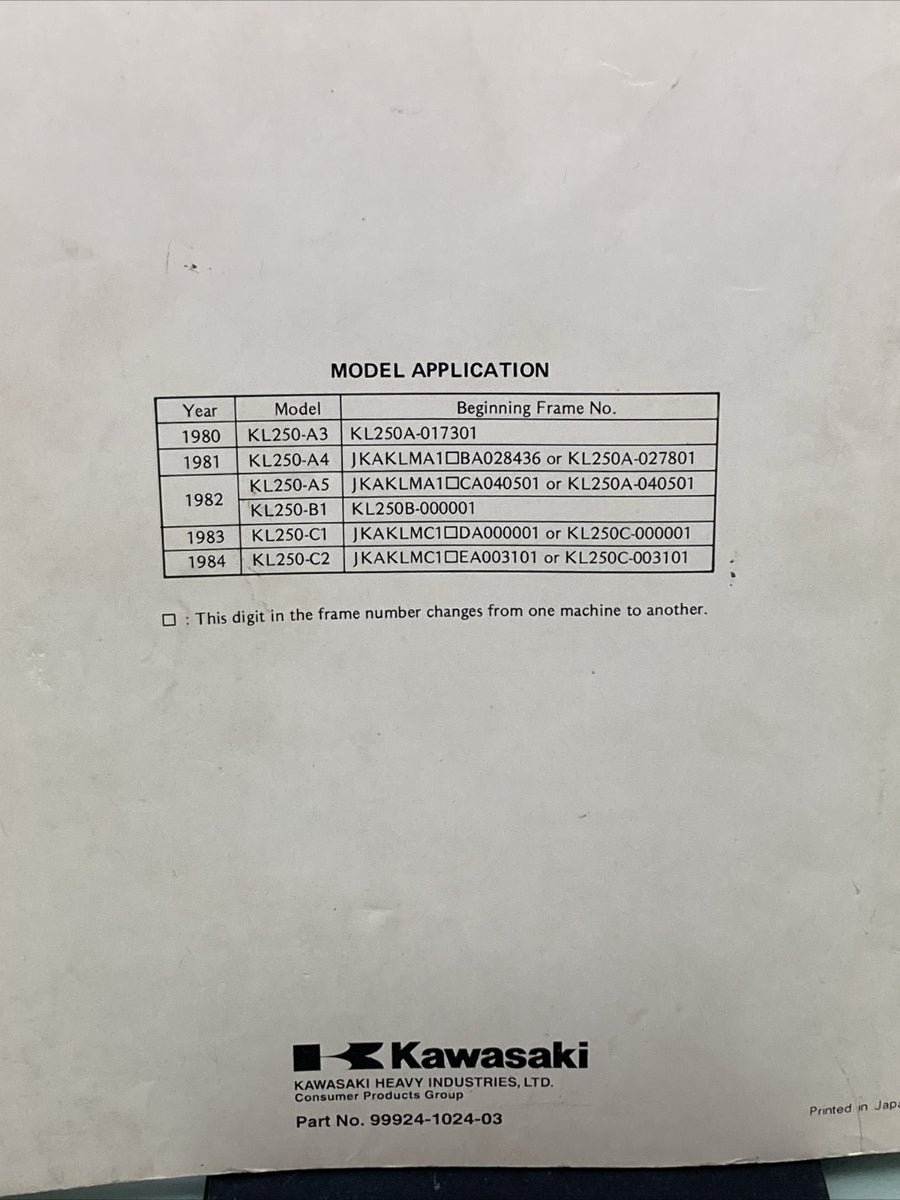 MODEL APPLICATION
Year Model Beginning Frame No.
1980 KL250-A3 KL250A-017301
1981 KL250-A4 JKAKLMA1□BA028436 or KL250A-027801
1982 KL250-A5 JKAKLMA1□CA040501 or KL250A-040501
KL250-B1 KL250B-000001
1983 KL250-C1 JKAKLMC1□DA000001 or KL250C-000001
1984 KL250-C2 JKAKLMC1□EA003101 or KL250C-003101
□ : This digit in the frame number changes from one machine to another.
Kawasaki
KAWASAKI HEAVY INDUSTRIES, LTD.
Consumer Products Group
Part No. 99924-1024-03
Printed in Japa